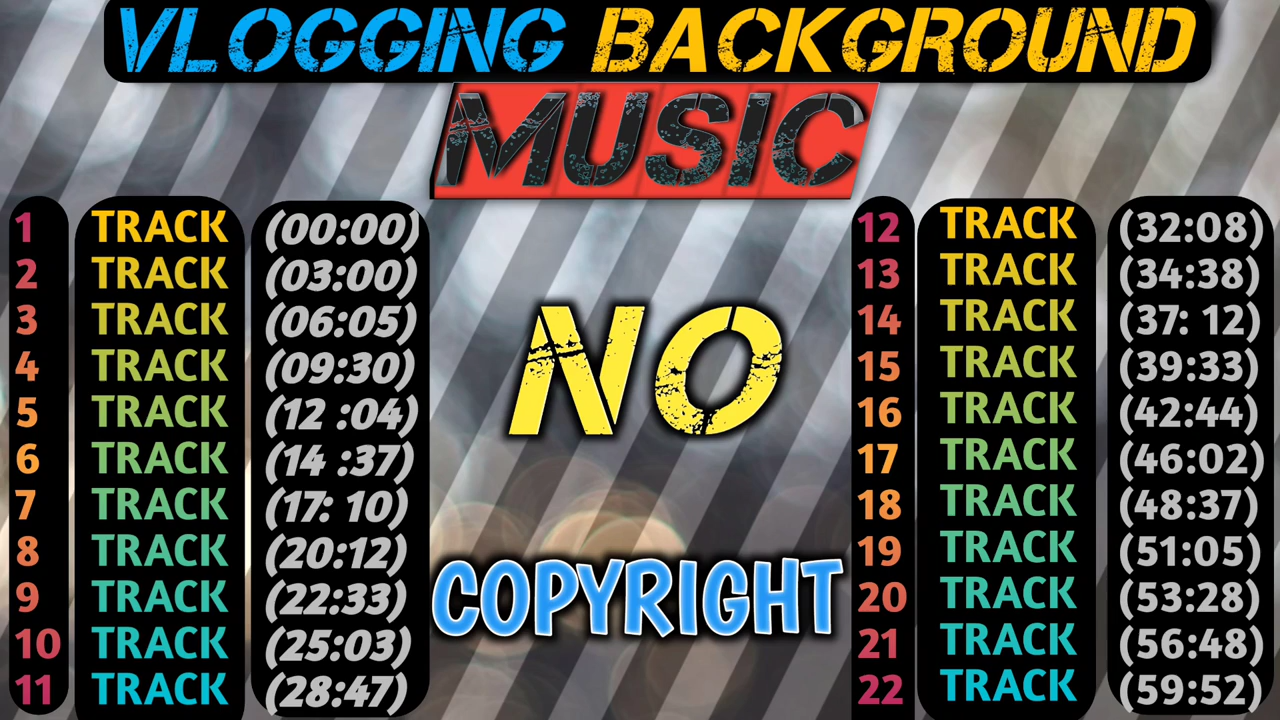 VLOGGING BACKGROUND
MUSIC
1 TRACK (00:00)
2 TRACK (03:00)
3 TRACK (06:05)
4 TRACK (09:30)
5 TRACK (12 :04)
6 TRACK (14 :37)
7 TRACK (17: 10)
8 TRACK (20:12)
9 TRACK (22:33)
10 TRACK (25:03)
11 TRACK (28:47)
NO
COPYRIGHT
12 TRACK (32:08)
13 TRACK (34:38)
14 TRACK (37: 12)
15 TRACK (39:33)
16 TRACK (42:44)
17 TRACK (46:02)
18 TRACK (48:37)
19 TRACK (51:05)
20 TRACK (53:28)
21 TRACK (56:48)
22 TRACK (59:52)